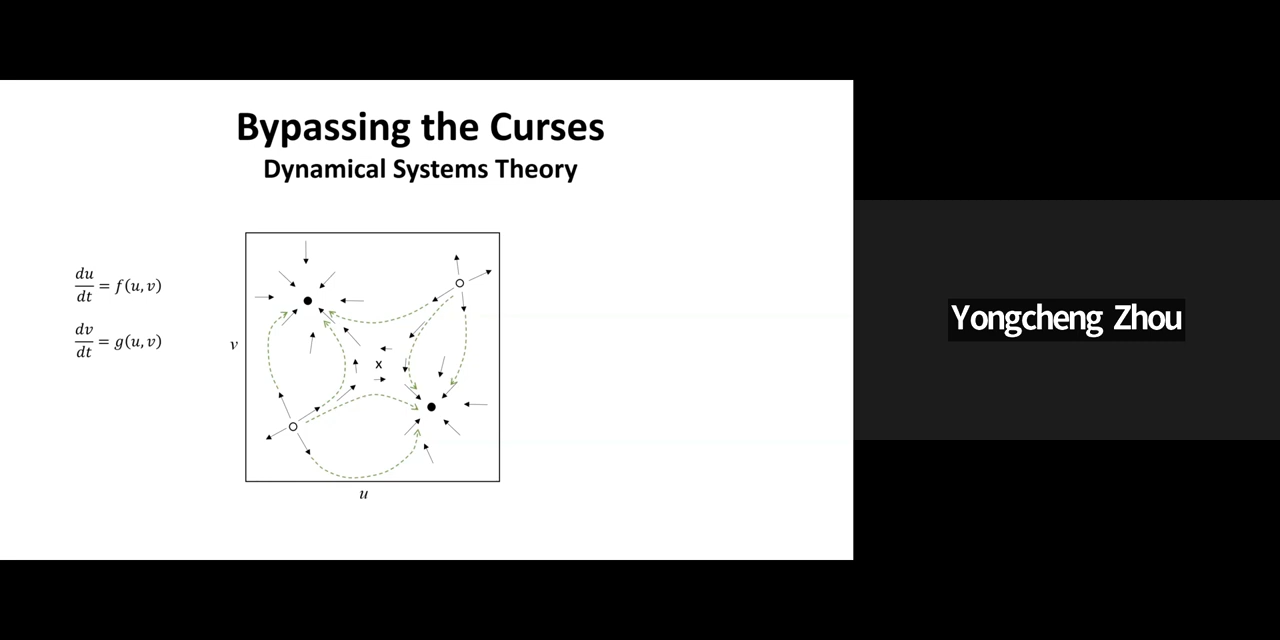 Bypassing the Curses
Dynamical Systems Theory
du/dt = f(u, v)
dv/dt = g(u, v)
v
x
u
Yongcheng Zhou